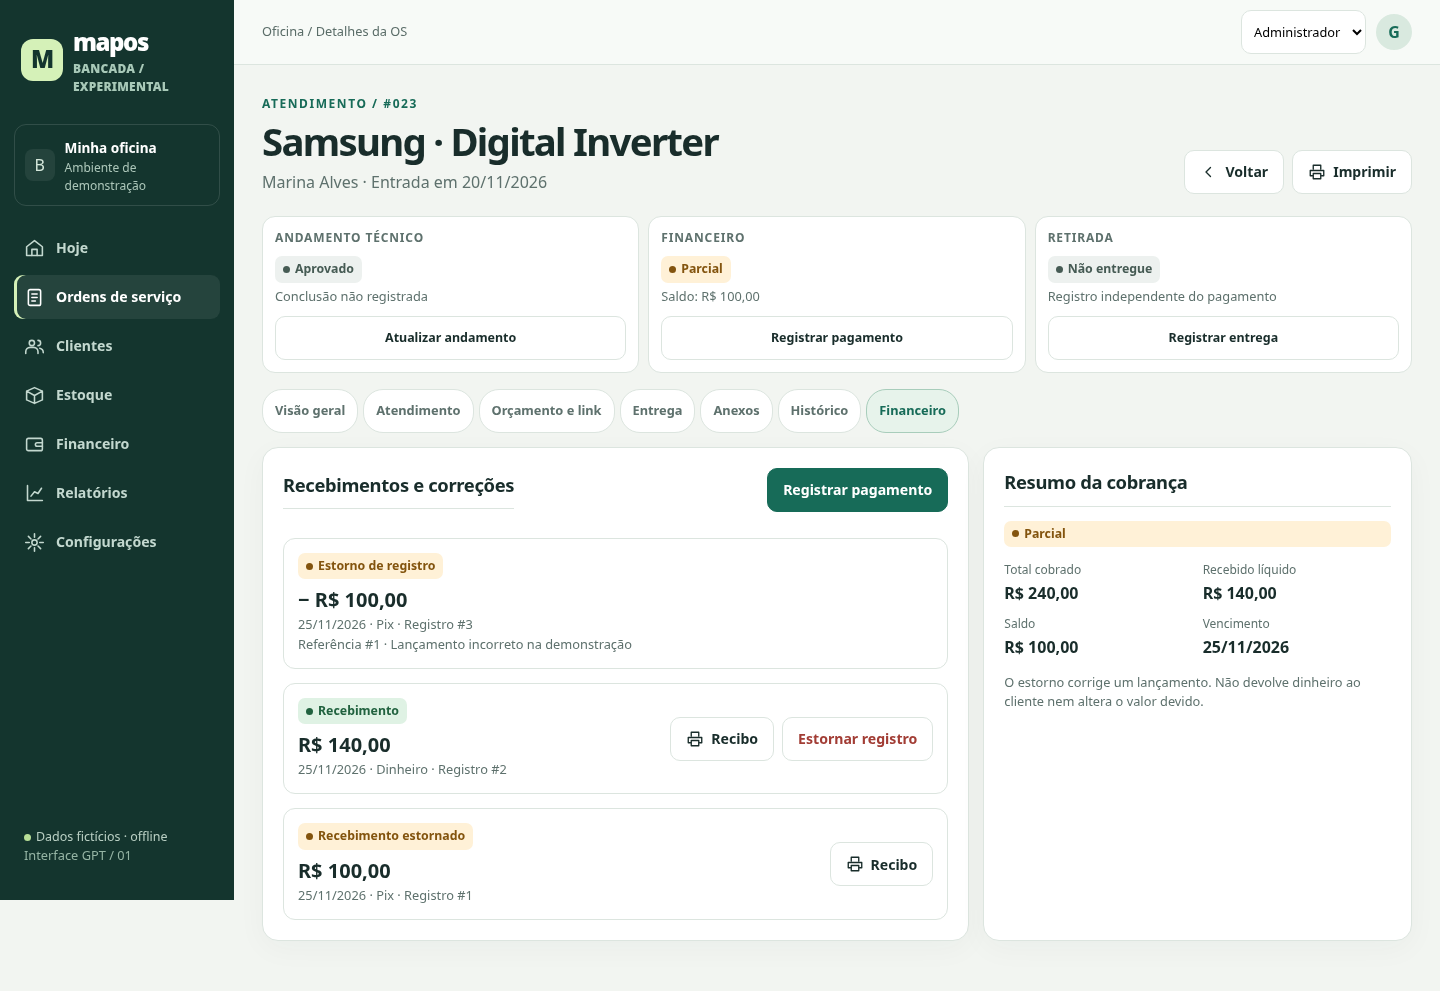 M
mapos
BANCADA /
EXPERIMENTAL
B
Minha oficina
Ambiente de
demonstração
Hoje
Ordens de serviço
Clientes
Estoque
Financeiro
Relatórios
Configurações
Dados fictícios · offline
Interface GPT / 01
Oficina / Detalhes da OS
Administrador
G
ATENDIMENTO / #023
Samsung · Digital Inverter
Marina Alves · Entrada em 20/11/2026
Voltar
Imprimir
ANDAMENTO TÉCNICO
Aprovado
Conclusão não registrada
Atualizar andamento
FINANCEIRO
Parcial
Saldo: R$ 100,00
Registrar pagamento
RETIRADA
Não entregue
Registro independente do pagamento
Registrar entrega
Visão geral
Atendimento
Orçamento e link
Entrega
Anexos
Histórico
Financeiro
Recebimentos e correções
Registrar pagamento
Estorno de registro
− R$ 100,00
25/11/2026 · Pix · Registro #3
Referência #1 · Lançamento incorreto na demonstração
Recebimento
R$ 140,00
25/11/2026 · Dinheiro · Registro #2
Recibo
Estornar registro
Recebimento estornado
R$ 100,00
25/11/2026 · Pix · Registro #1
Recibo
Resumo da cobrança
Parcial
Total cobrado
R$ 240,00
Recebido líquido
R$ 140,00
Saldo
R$ 100,00
Vencimento
25/11/2026
O estorno corrige um lançamento. Não devolve dinheiro ao
cliente nem altera o valor devido.